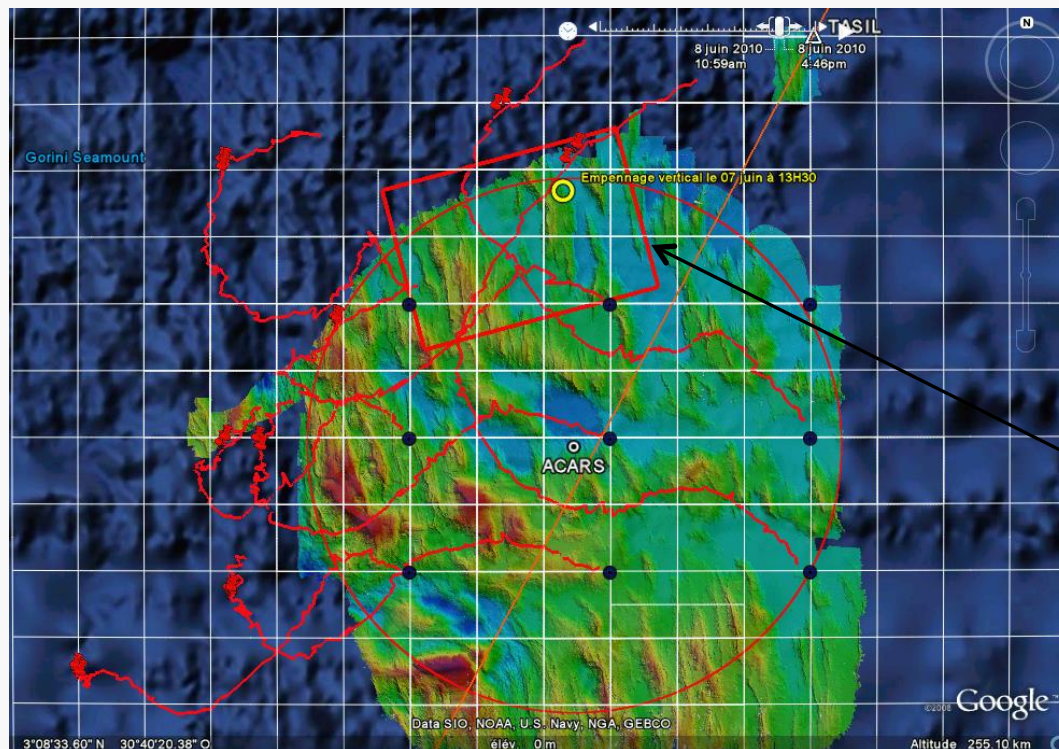 N
TASIL
8 juin 2010 8 juin 2010
10:59am 4:46pm
Gorini Seamount
Empennage vertical le 07 juin à 13H30
ACARS
©2008 Google
Data SIO, NOAA, U.S. Navy, NGA, GEBCO
3°08'33.60" N 30°40'20.38" O élév. 0 m Altitude 255.10 km